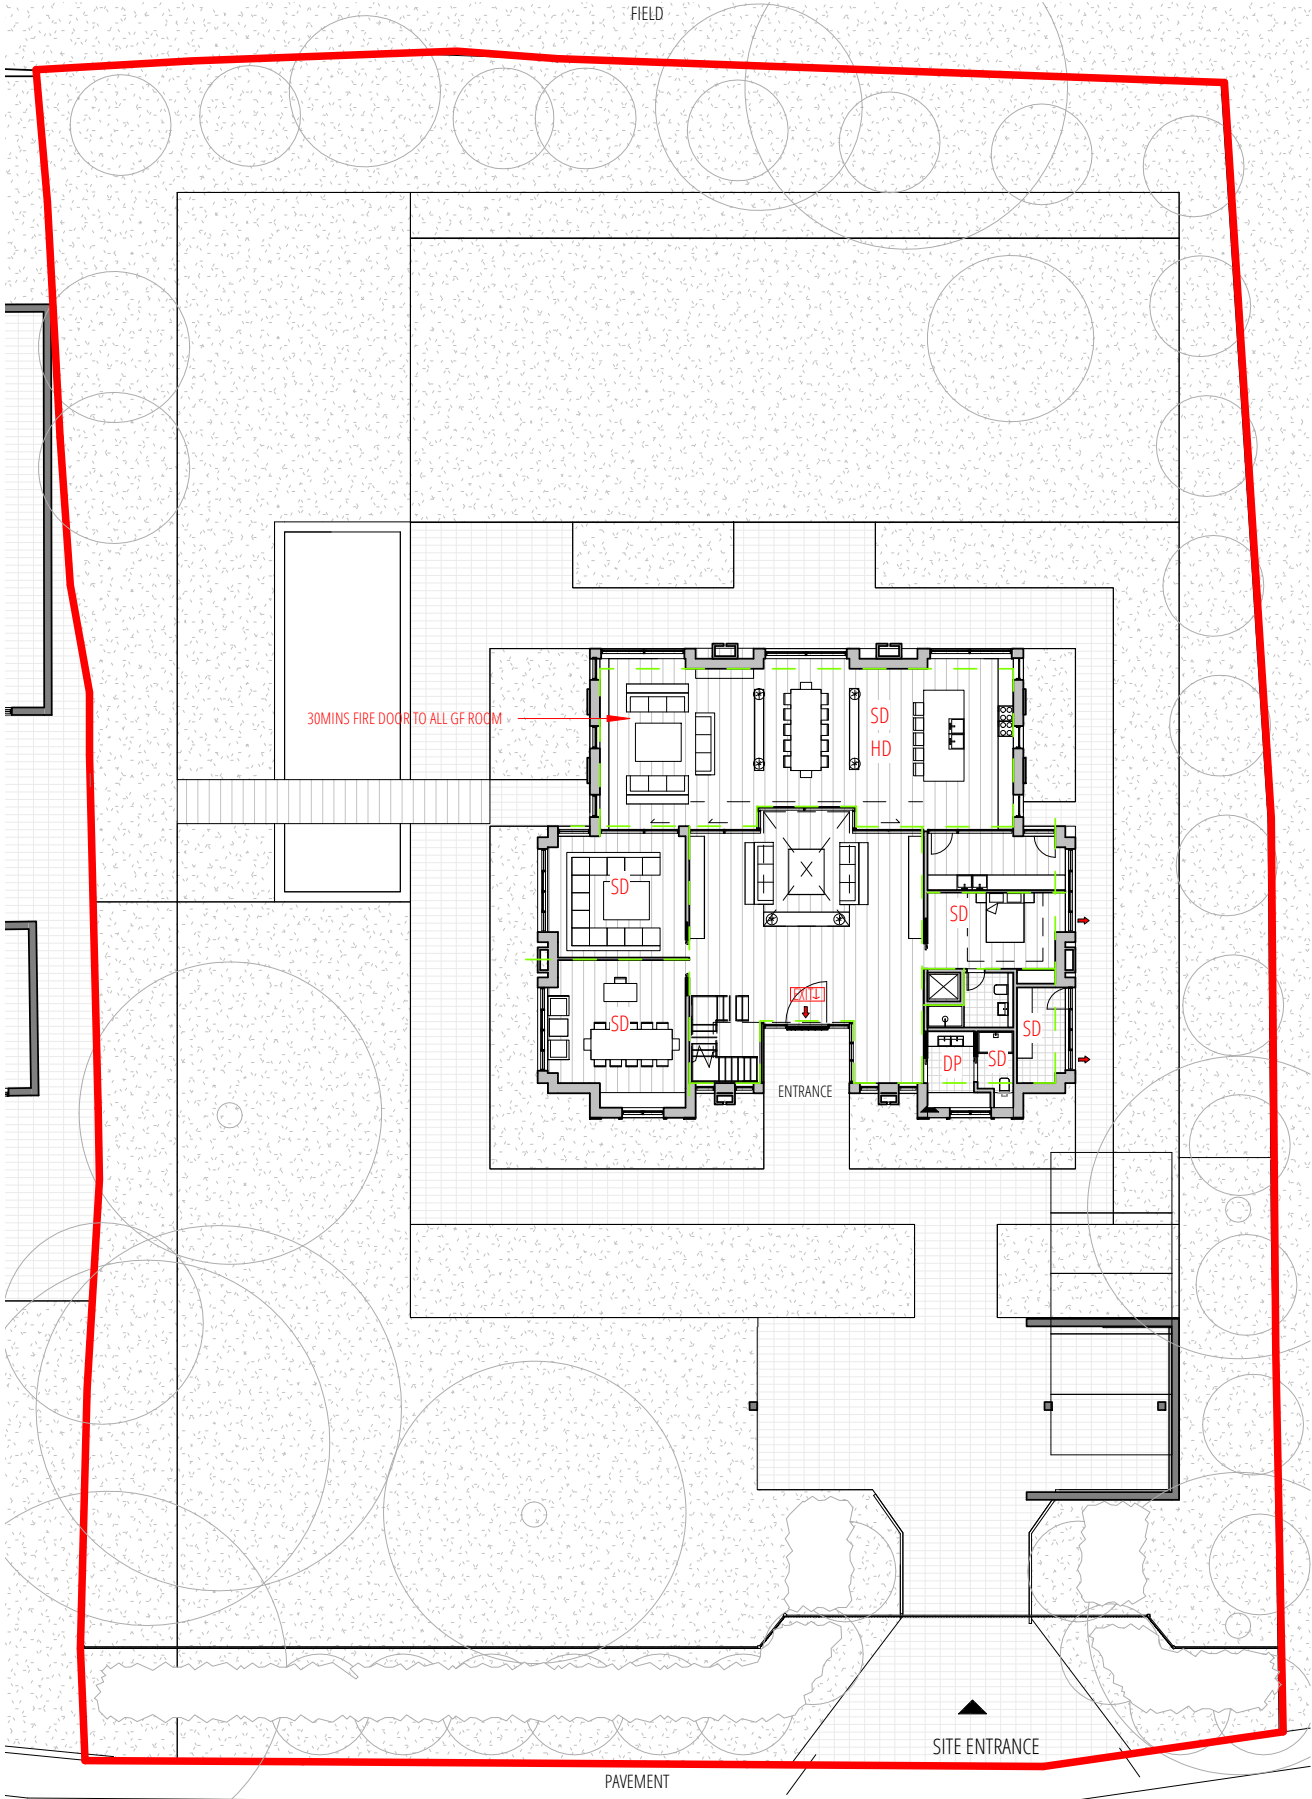 FIELD
30MINS FIRE DOOR TO ALL GF ROOM
SD
HD
SD
SD
EXIT↓
SD
SD
DP
SD
ENTRANCE
SITE ENTRANCE
PAVEMENT